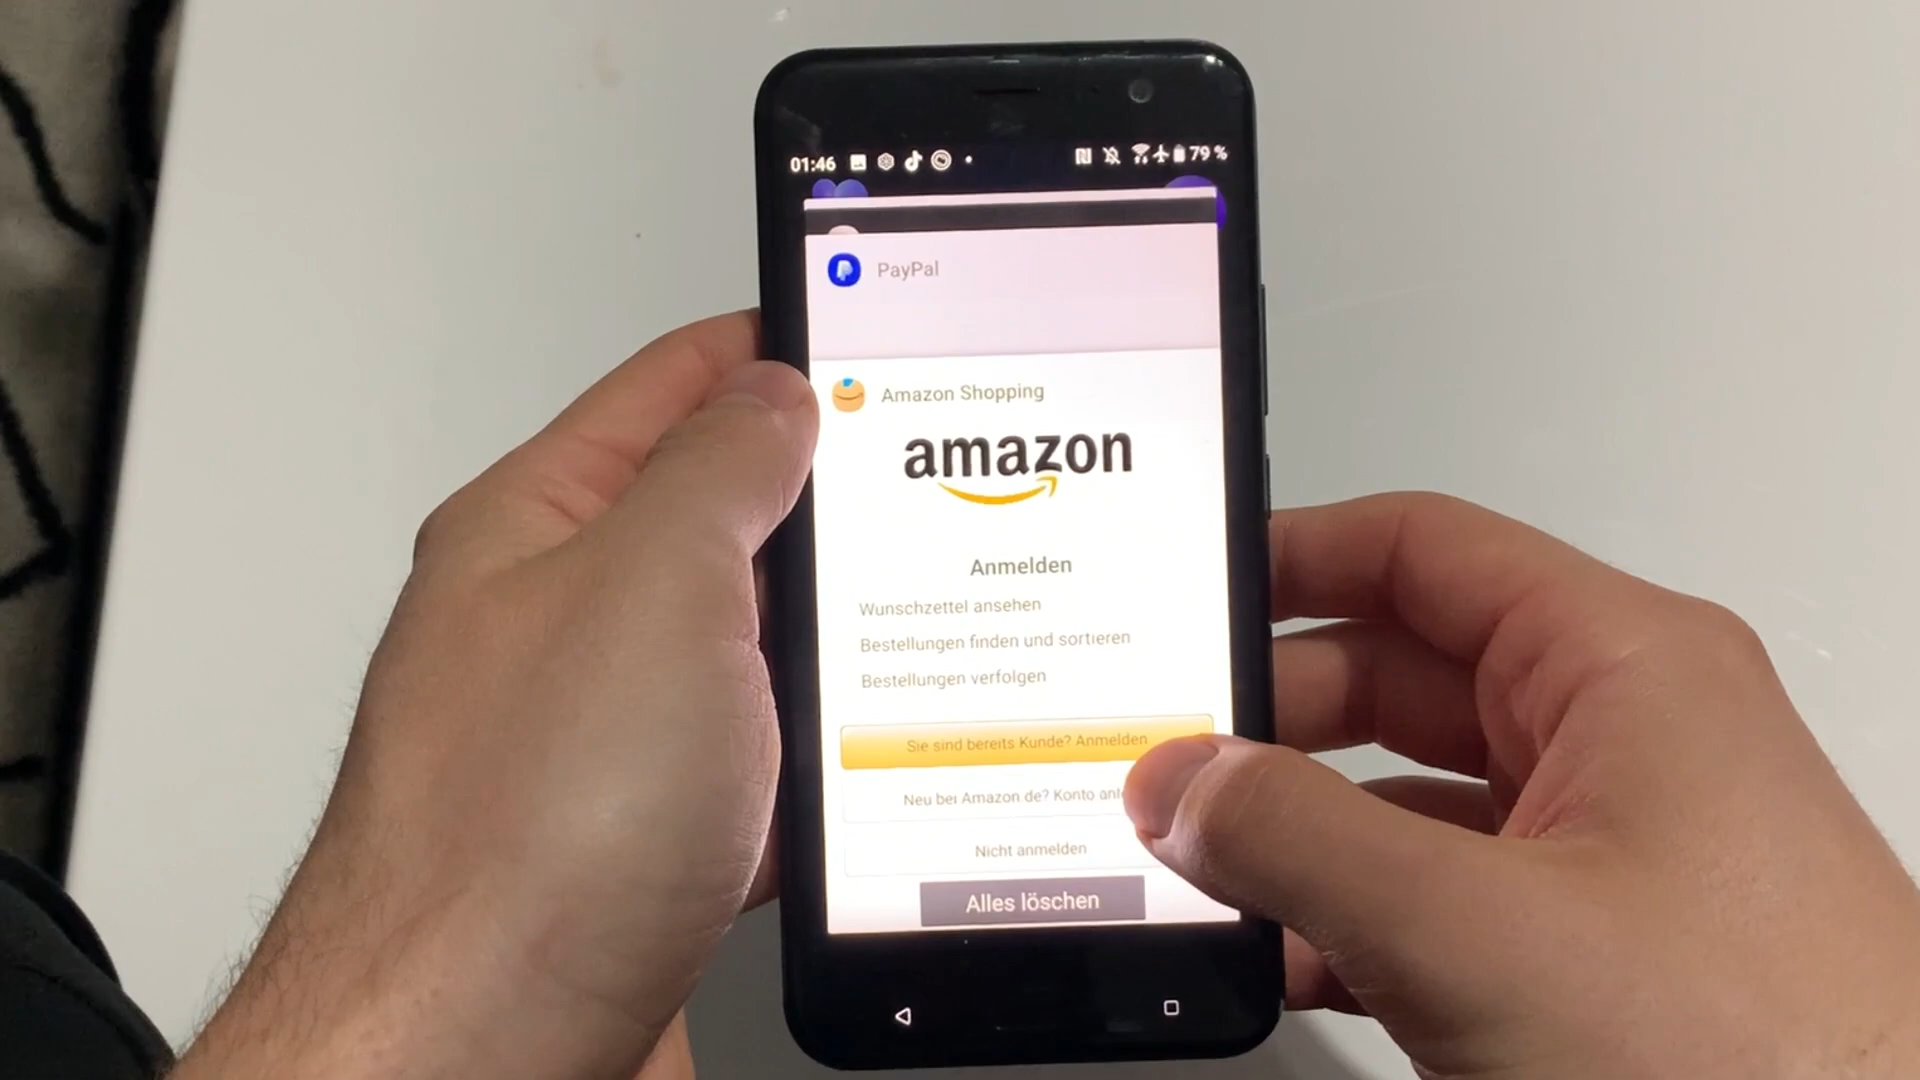 01:46
79 %
PayPal
Amazon Shopping
amazon
Anmelden
Wunschzettel ansehen
Bestellungen finden und sortieren
Bestellungen verfolgen
Sie sind bereits Kunde? Anmelden
Neu bei Amazon.de? Konto
Nicht anmelden
Alles löschen